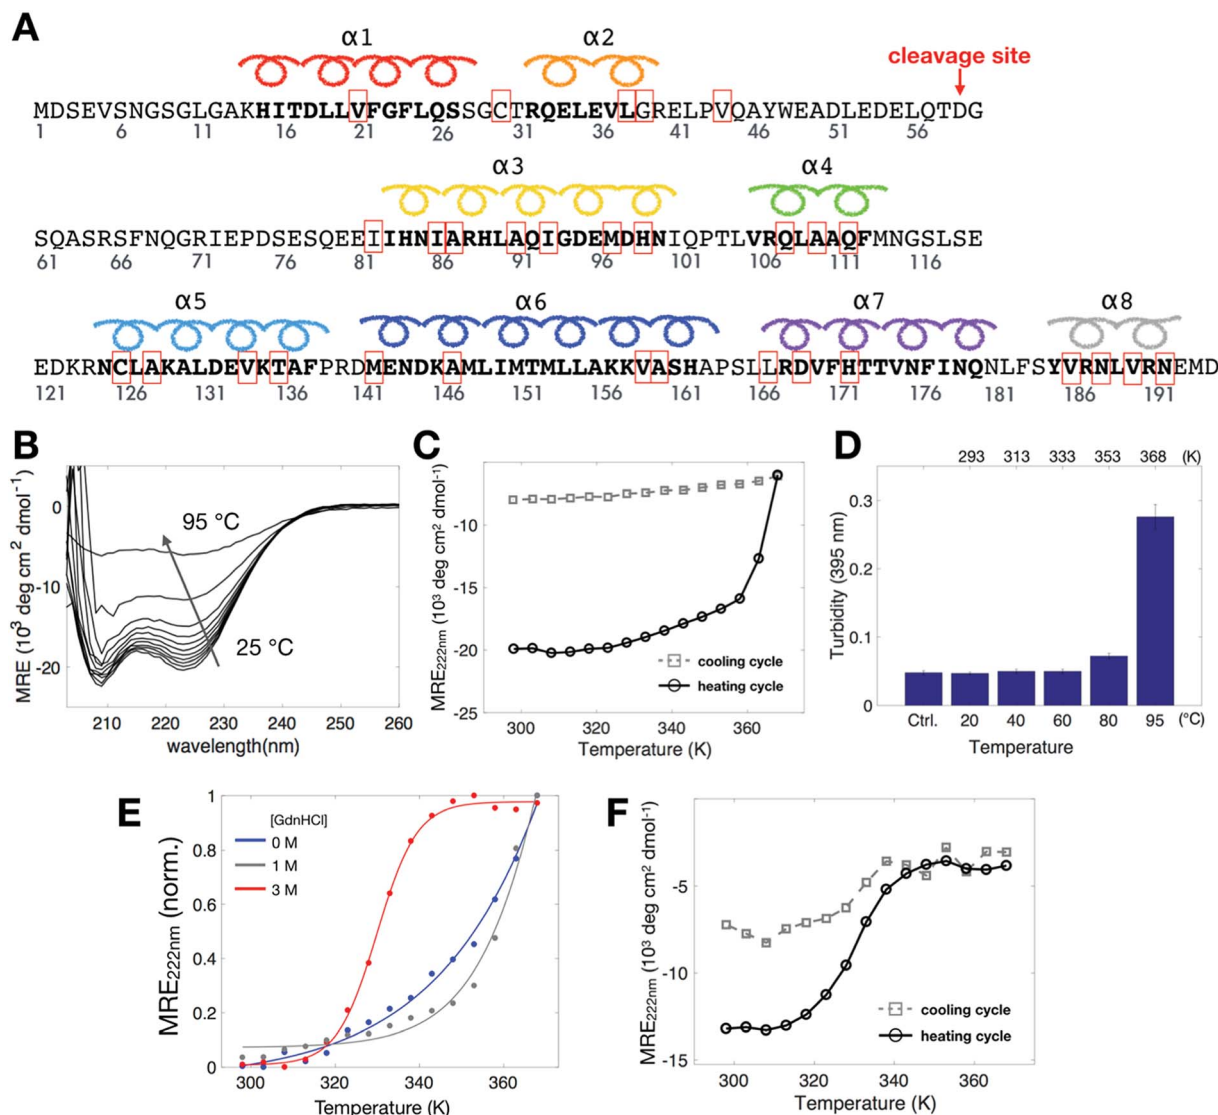 A
α1
α2
cleavage site
MDSEVSNGSGLGAKHITDLLVFGFLQSSGCTRQELEVLGRELPVQAYWEADLEDELQTDG
1 6 11 16 21 26 31 36 41 46 51 56
α3
α4
SQASRSFNQGRIEPDSESQEEIIHNIARHLAQIGDEMDHNIQPTLVRQLAAQFMNGSLSE
61 66 71 76 81 86 91 96 101 106 111 116
α5
α6
α7
α8
EDKRNCLAKALDEVKTAFPRDMENDKAMLIMTMLLAKKVASHAPSLLRDVFHTTVNFINQNLFSYVRNLVRNEMD
121 126 131 136 141 146 151 156 161 166 171 176 181 186 191
B
MRE (10³ deg cm² dmol⁻¹)
0
-10
-20
95 °C
25 °C
210 220 230 240 250 260
wavelength(nm)
C
MRE222nm (10³ deg cm² dmol⁻¹)
-10
-15
-20
-25
cooling cycle
heating cycle
300 320 340 360
Temperature (K)
D
293 313 333 353 368 (K)
Turbidity (395 nm)
0.3
0.2
0.1
0
Ctrl. 20 40 60 80 95 (°C)
Temperature
E
MRE222nm (norm.)
1
0.8
0.6
0.4
0.2
0
[GdnHCl]
0 M
1 M
3 M
300 320 340 360
Temperature (K)
F
MRE222nm (10³ deg cm² dmol⁻¹)
-5
-10
-15
cooling cycle
heating cycle
300 320 340 360
Temperature (K)